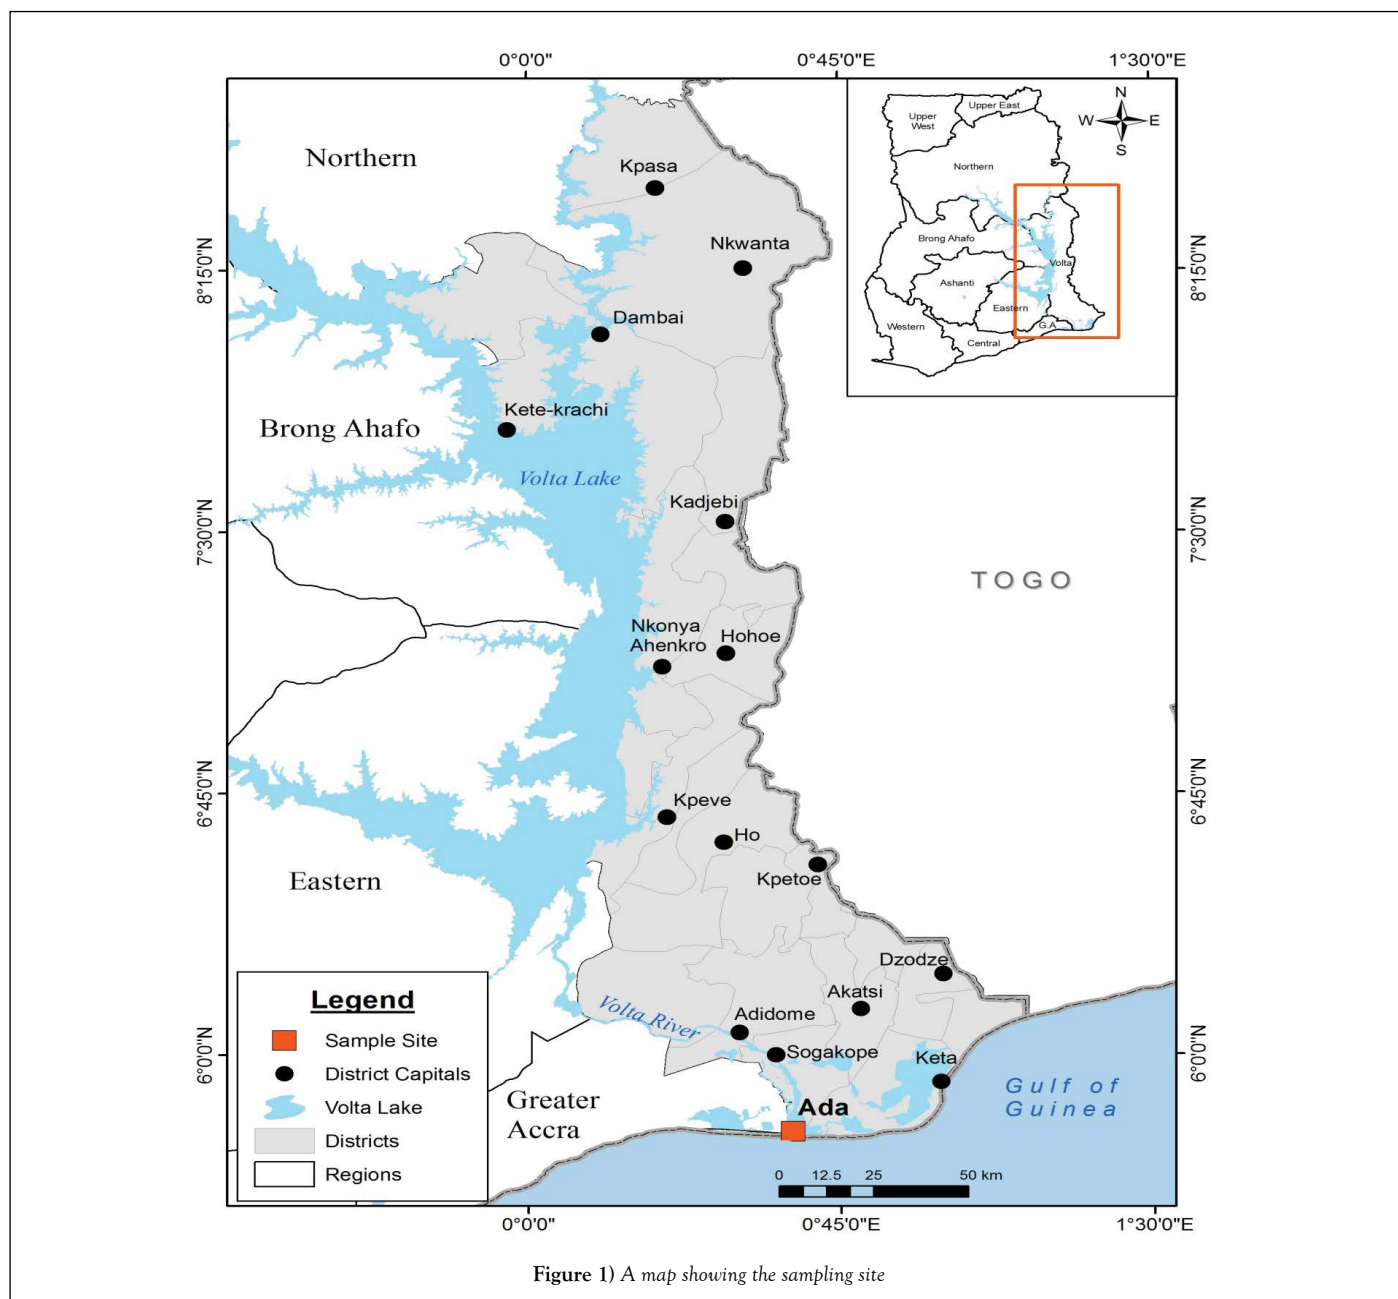 0°0'0"
0°45'0"E
1°30'0"E
N
W
E
S
Upper East
Upper
West
Northern
Brong Ahafo
Volta
Ashanti
Eastern
Western
G.A
Central
Northern
Kpasa
Nkwanta
8°15'0"N
8°15'0"N
Dambai
Kete-krachi
Brong Ahafo
Volta Lake
Kadjebi
7°30'0"N
7°30'0"N
TOGO
Nkonya
Ahenkro
Hohoe
6°45'0"N
6°45'0"N
Kpeve
Ho
Kpetoe
Eastern
Dzodze
Akatsi
Volta River
Adidome
Sogakope
Keta
6°0'0"N
6°0'0"N
Gulf of
Guinea
Greater
Accra
Ada
Legend
Sample Site
District Capitals
Volta Lake
Districts
Regions
0 12.5 25 50 km
0°0'0"
0°45'0"E
1°30'0"E
Figure 1) A map showing the sampling site